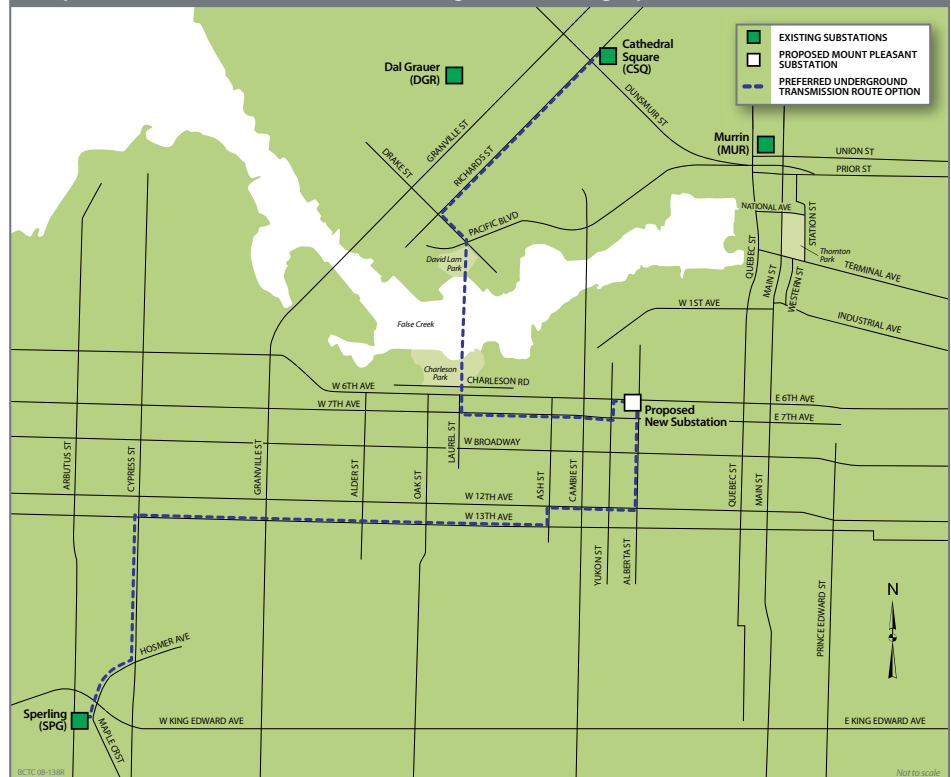 EXISTING SUBSTATIONS
PROPOSED MOUNT PLEASANT
SUBSTATION
PREFERRED UNDERGROUND
TRANSMISSION ROUTE OPTION
Cathedral
Square
(CSQ)
Dal Grauer
(DGR)
DUNSMUIR ST
GRANVILLE ST
Murrin
(MUR)
UNION ST
PRIOR ST
DRAKE ST
RICHARDS ST
NATIONAL AVE
STATION ST
PACIFIC BLVD
Thornton
Park
QUEBEC ST
David Lam
Park
MAIN ST
WESTERN ST
TERMINAL AVE
W 1ST AVE
INDUSTRIAL AVE
False Creek
Charleson
Park
CHARLESON RD
W 6TH AVE
E 6TH AVE
W 7TH AVE
Proposed
New Substation
E 7TH AVE
LAUREL ST
W BROADWAY
ARBUTUS ST
CYPRESS ST
GRANVILLE ST
ALDER ST
OAK ST
ASH ST
CAMBIE ST
QUEBEC ST
MAIN ST
W 12TH AVE
W 13TH AVE
YUKON ST
ALBERTA ST
PRINCE EDWARD ST
N
HOSMER AVE
Sperling
(SPG)
MAPLE CRST
W KING EDWARD AVE
E KING EDWARD AVE
BCTC 08-138R
Not to scale